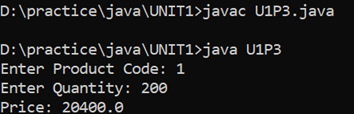 D:\practice\java\UNIT1>javac U1P3.java
D:\practice\java\UNIT1>java U1P3
Enter Product Code: 1
Enter Quantity: 200
Price: 20400.0